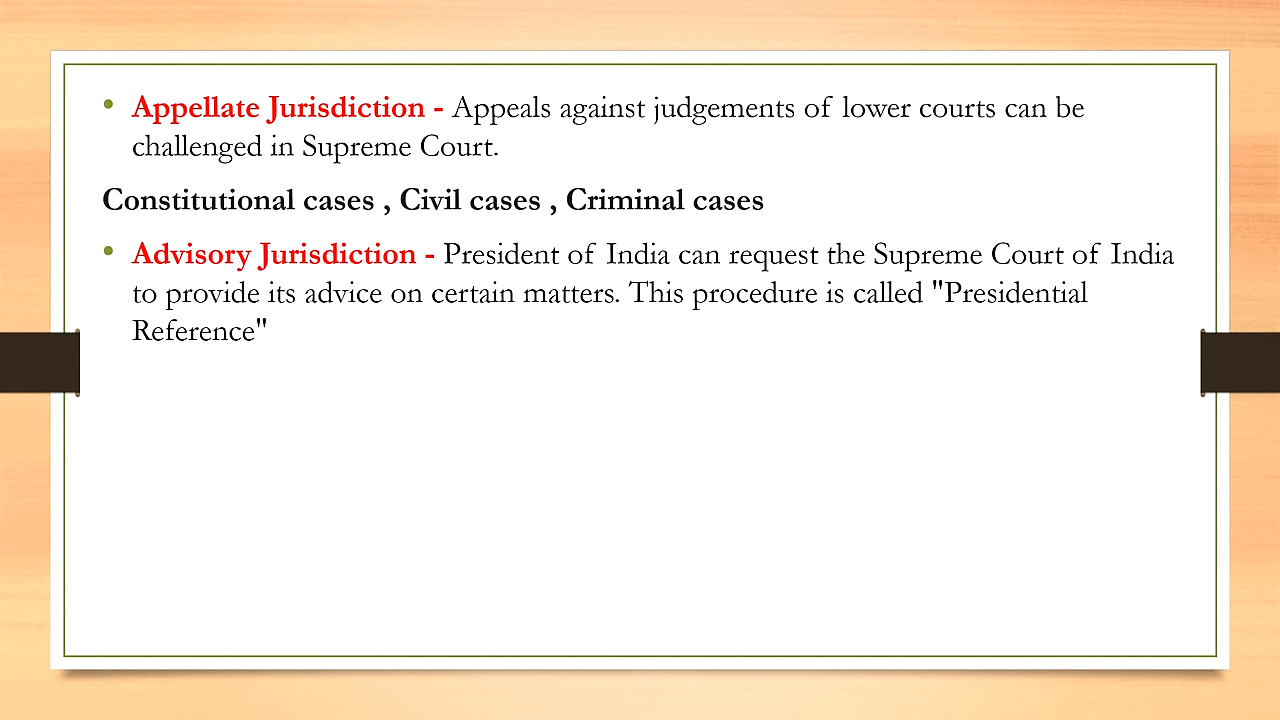 • Appellate Jurisdiction - Appeals against judgements of lower courts can be
challenged in Supreme Court.
Constitutional cases , Civil cases , Criminal cases
• Advisory Jurisdiction - President of India can request the Supreme Court of India
to provide its advice on certain matters. This procedure is called "Presidential
Reference"